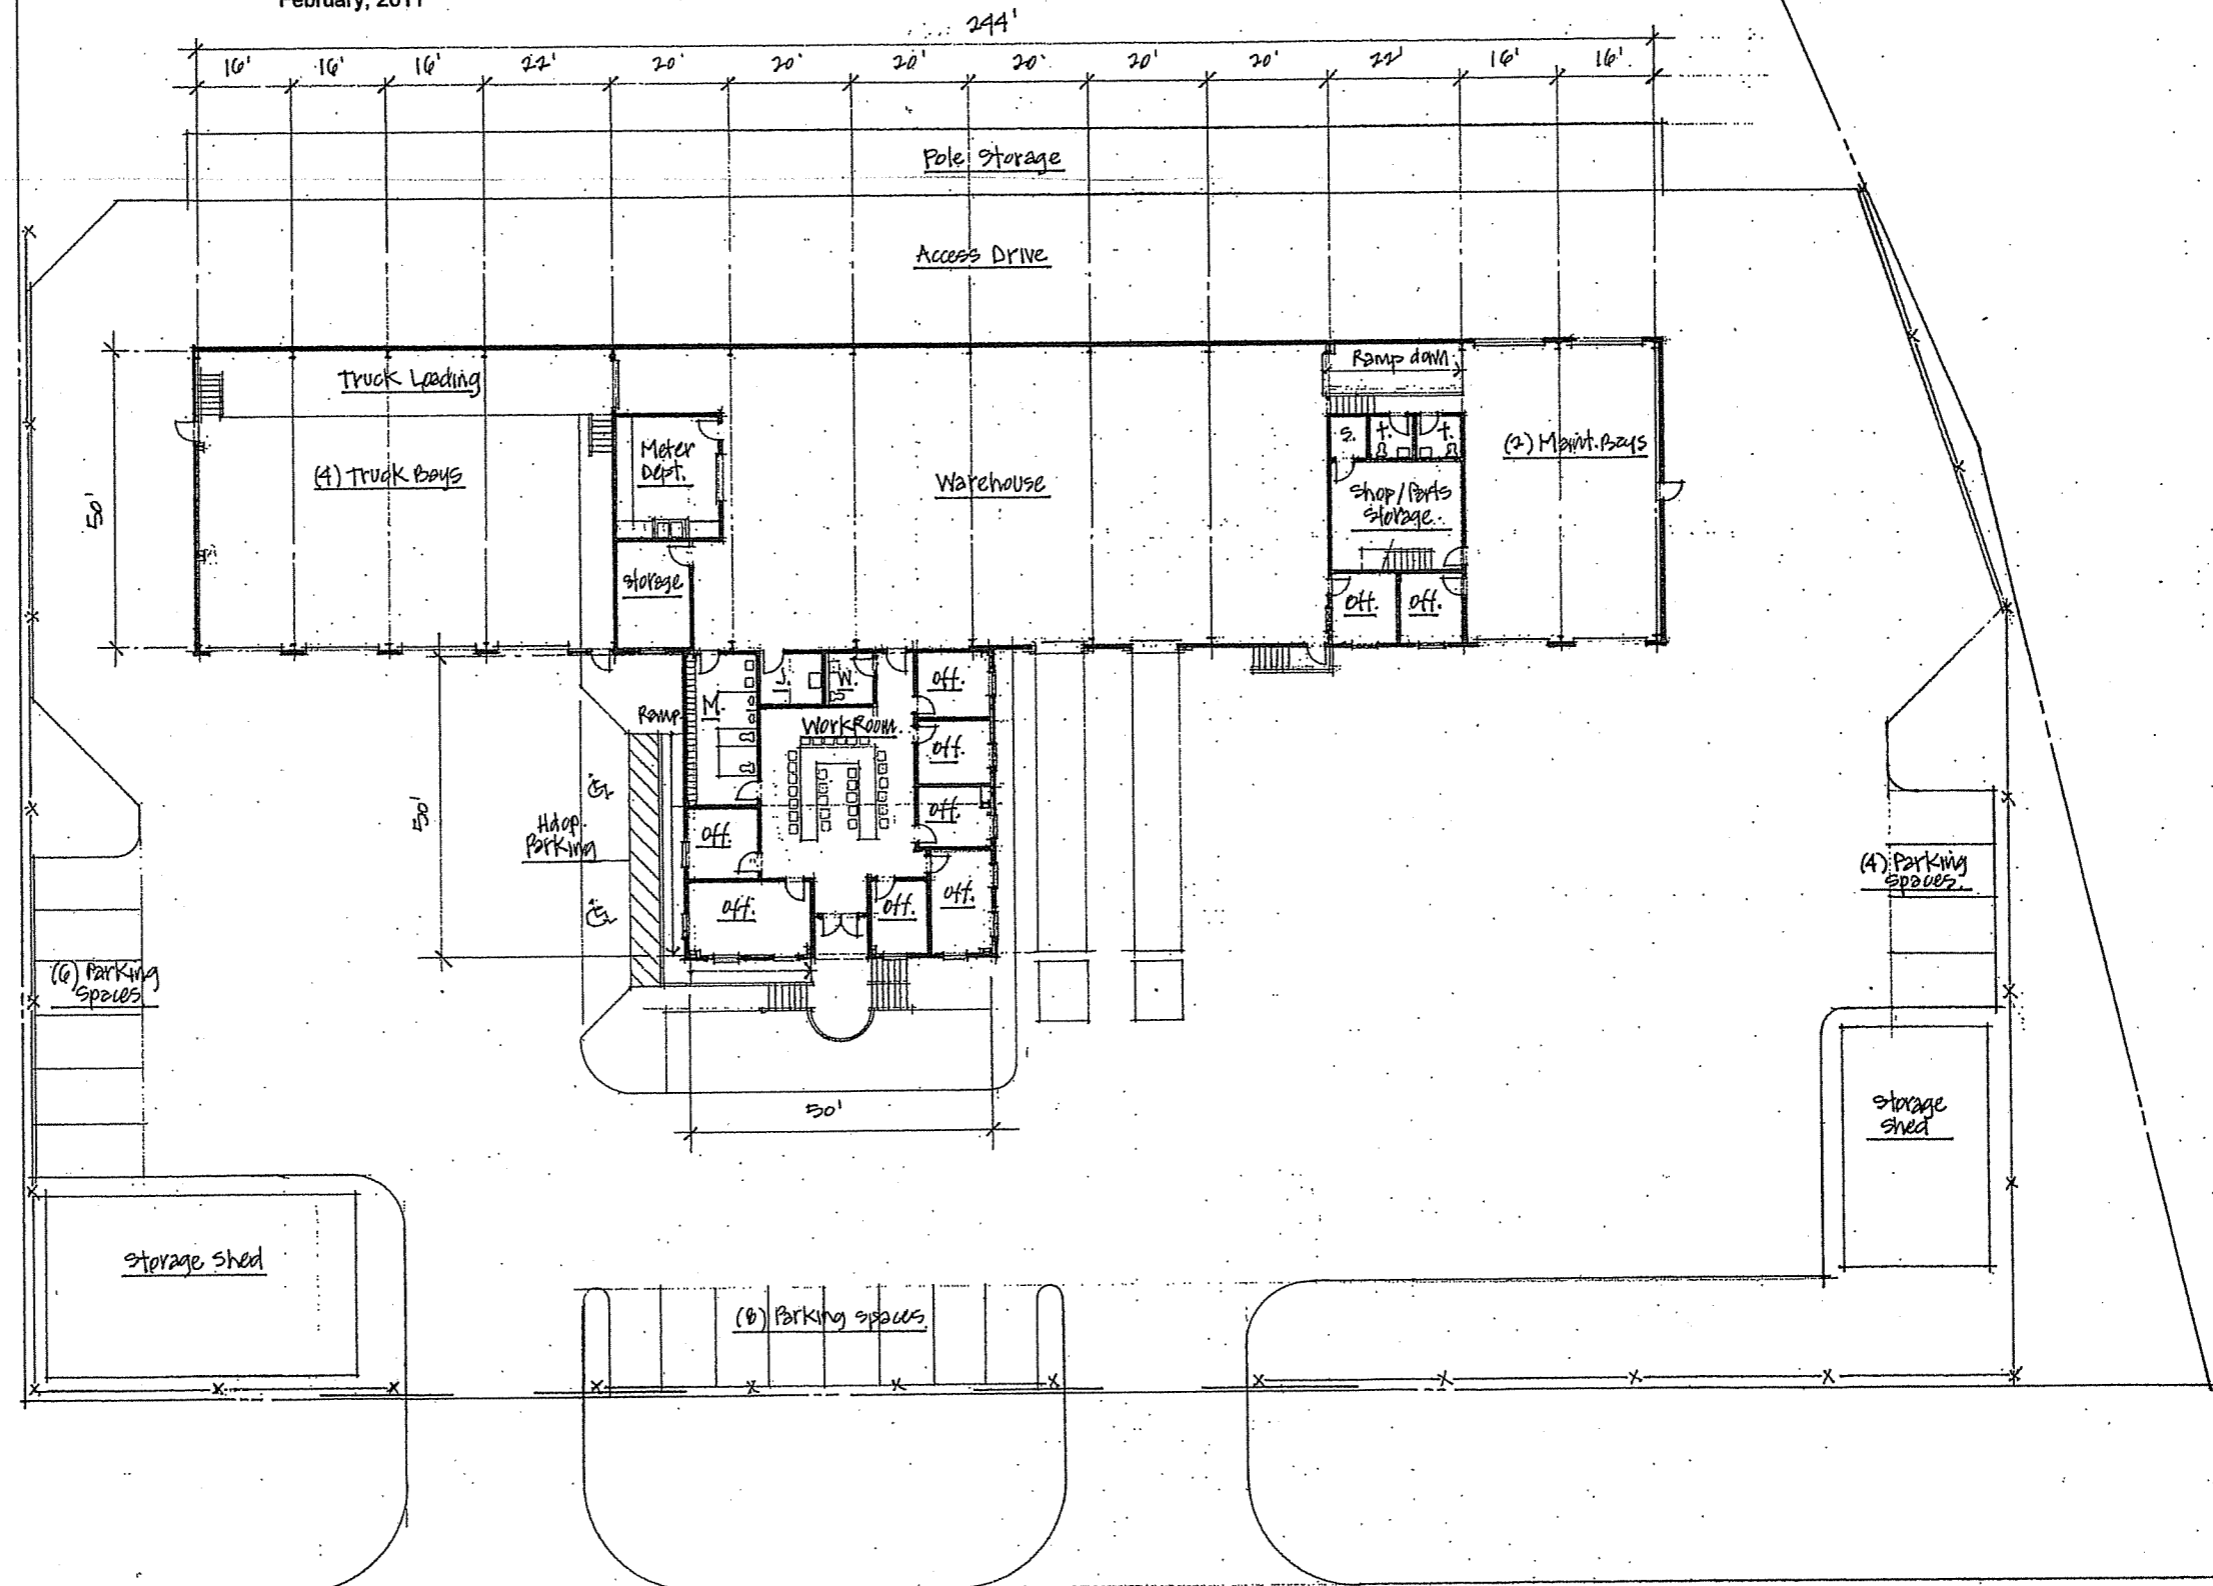 February, 2011
244'
16' 16' 16' 22' 20' 20' 20' 20' 20' 20' 22' 16' 16'
Pole Storage
Access Drive
Truck Loading
Ramp down
(4) Truck Bays
Meter
Dept.
Warehouse
S. t. t.
(2) Maint. Bays
Shop/Parts
Storage
50'
storage
Off. Off.
Ramp
M.
J.
W.
Off.
WorkRoom
Off.
50'
Hdcp.
Parking
Off.
Off.
Off.
Off.
Off.
(4) Parking
Spaces
(6) Parking
Spaces
50'
Storage
Shed
Storage Shed
(8) Parking Spaces